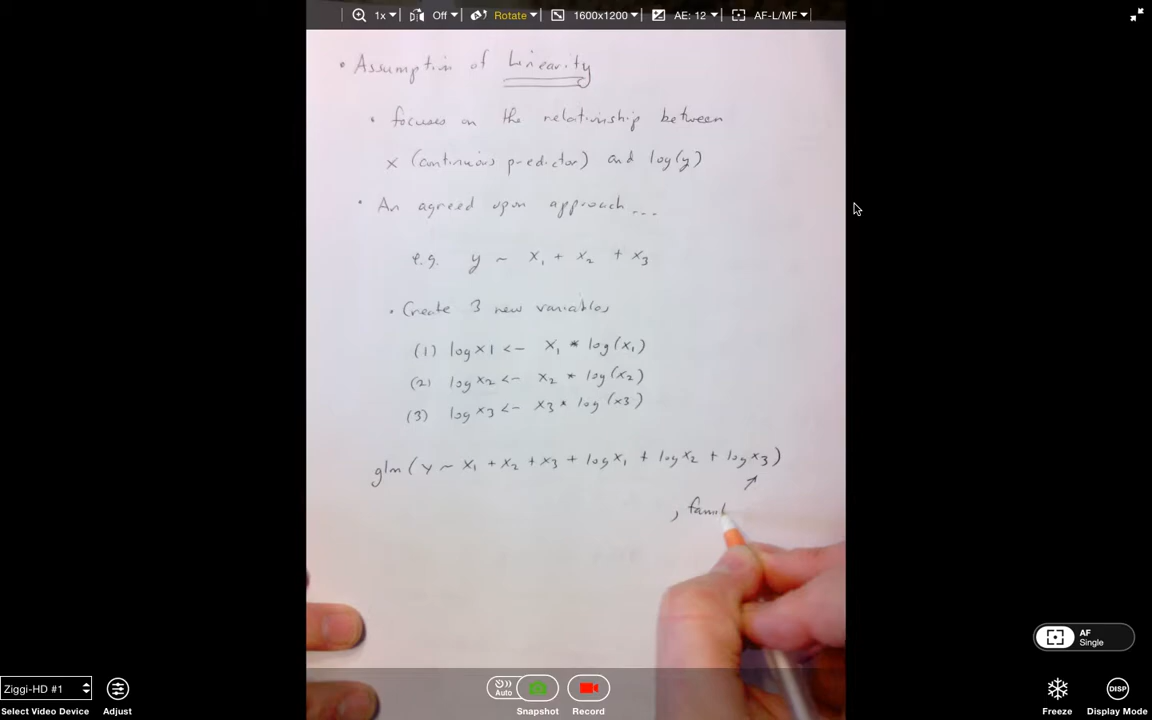 1x Off Rotate 1600x1200 AE: 12 AF-L/MF
• Assumption of Linearity
• focuses on the relationship between
x (continuous predictor) and log(y)
• An agreed upon approach...
e.g. y ~ x1 + x2 + x3
• Create 3 new variables
(1) logx1 <- x1 * log(x1)
(2) logx2 <- x2 * log(x2)
(3) logx3 <- x3 * log(x3)
glm(y ~ x1 + x2 + x3 + logx1 + logx2 + logx3)
, famil
AF
Single
Ziggi-HD #1
Auto
DISP
Select Video Device Adjust Snapshot Record Freeze Display Mode